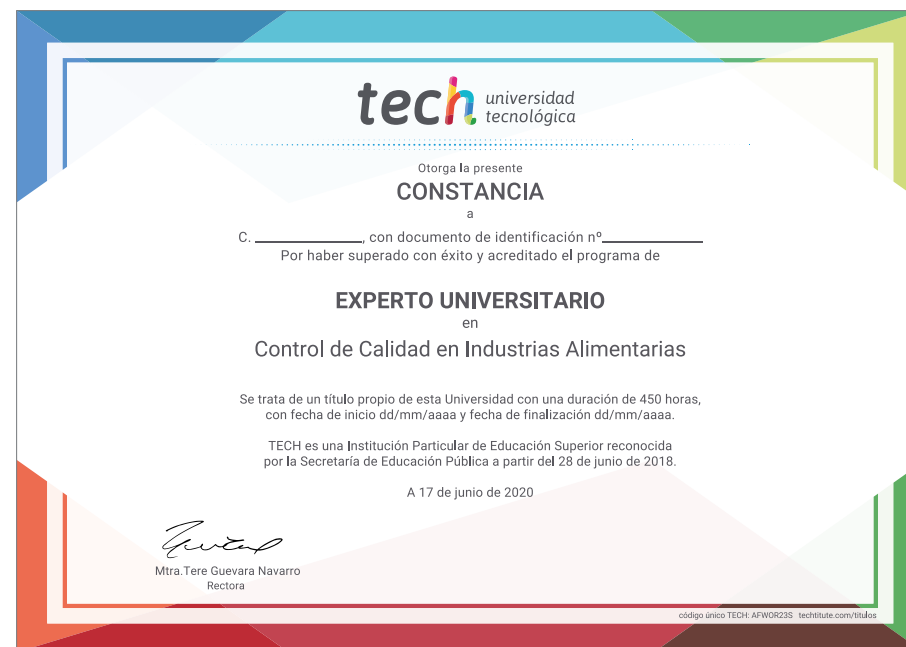 tech universidad
tecnológica
Otorga la presente
CONSTANCIA
a
C. ______________, con documento de identificación nº_____________
Por haber superado con éxito y acreditado el programa de
EXPERTO UNIVERSITARIO
en
Control de Calidad en Industrias Alimentarias
Se trata de un título propio de esta Universidad con una duración de 450 horas,
con fecha de inicio dd/mm/aaaa y fecha de finalización dd/mm/aaaa.
TECH es una Institución Particular de Educación Superior reconocida
por la Secretaría de Educación Pública a partir del 28 de junio de 2018.
A 17 de junio de 2020
Mtra.Tere Guevara Navarro
Rectora
código único TECH: AFWOR23S techtitute.com/titulos